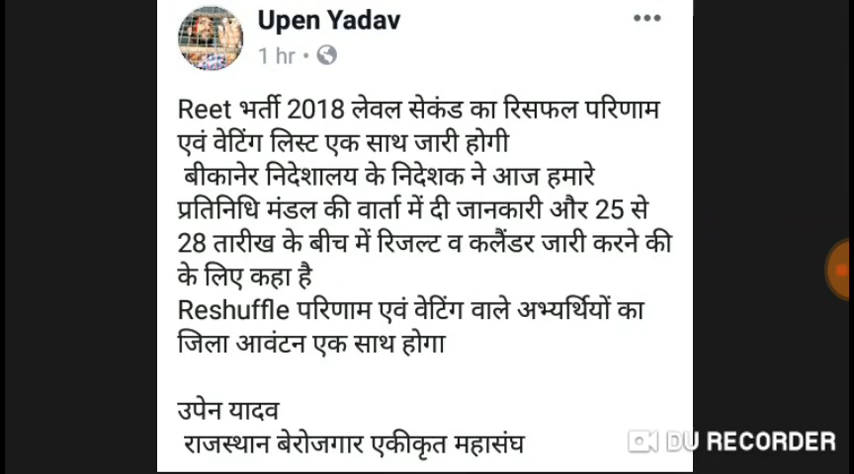 Upen Yadav
1 hr
Reet भर्ती 2018 लेवल सेकंड का रिसफल परिणाम
एवं वेटिंग लिस्ट एक साथ जारी होगी
बीकानेर निदेशालय के निदेशक ने आज हमारे
प्रतिनिधि मंडल की वार्ता में दी जानकारी और 25 से
28 तारीख के बीच में रिजल्ट व कलैंडर जारी करने की
के लिए कहा है
Reshuffle परिणाम एवं वेटिंग वाले अभ्यर्थियों का
जिला आवंटन एक साथ होगा
उपेन यादव
राजस्थान बेरोजगार एकीकृत महासंघ
DU RECORDER